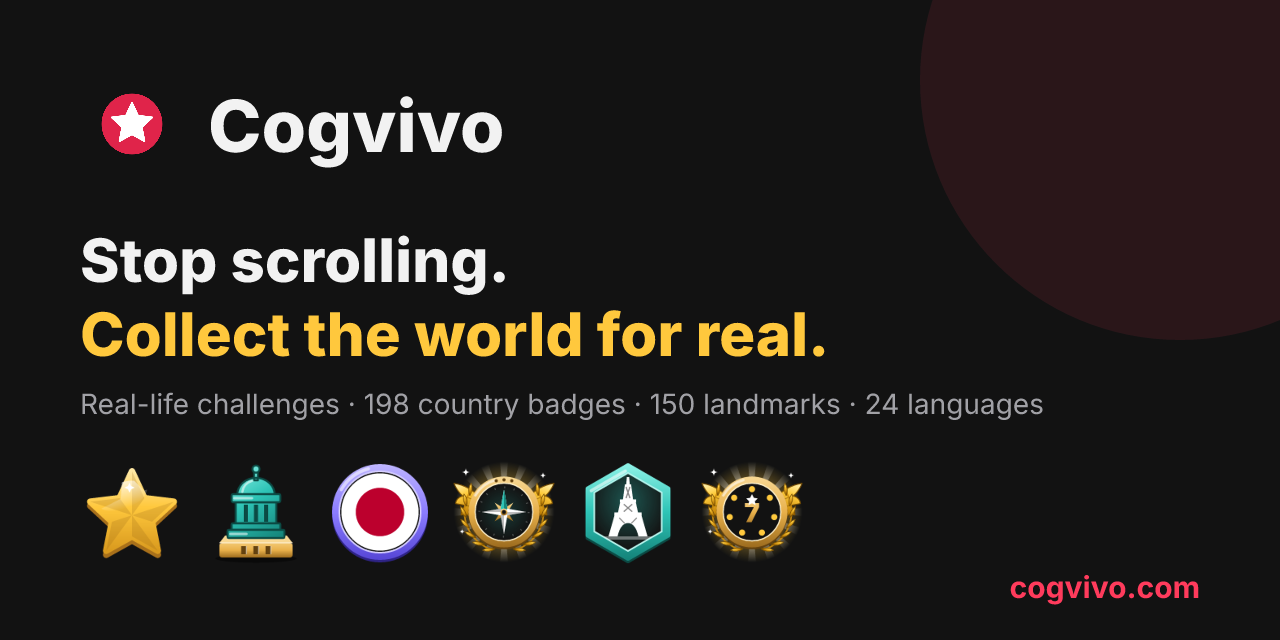 Cogvivo
Stop scrolling.
Collect the world for real.
Real-life challenges · 198 country badges · 150 landmarks · 24 languages
7
cogvivo.com